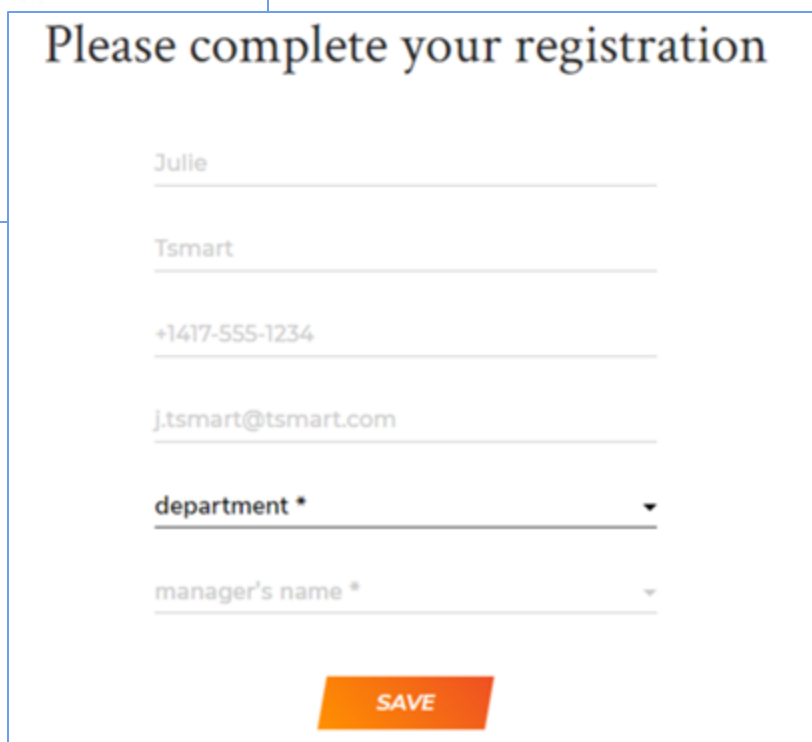 Please complete your registration
Julie
Tsmart
+1417-555-1234
j.tsmart@tsmart.com
department *
manager's name *
SAVE